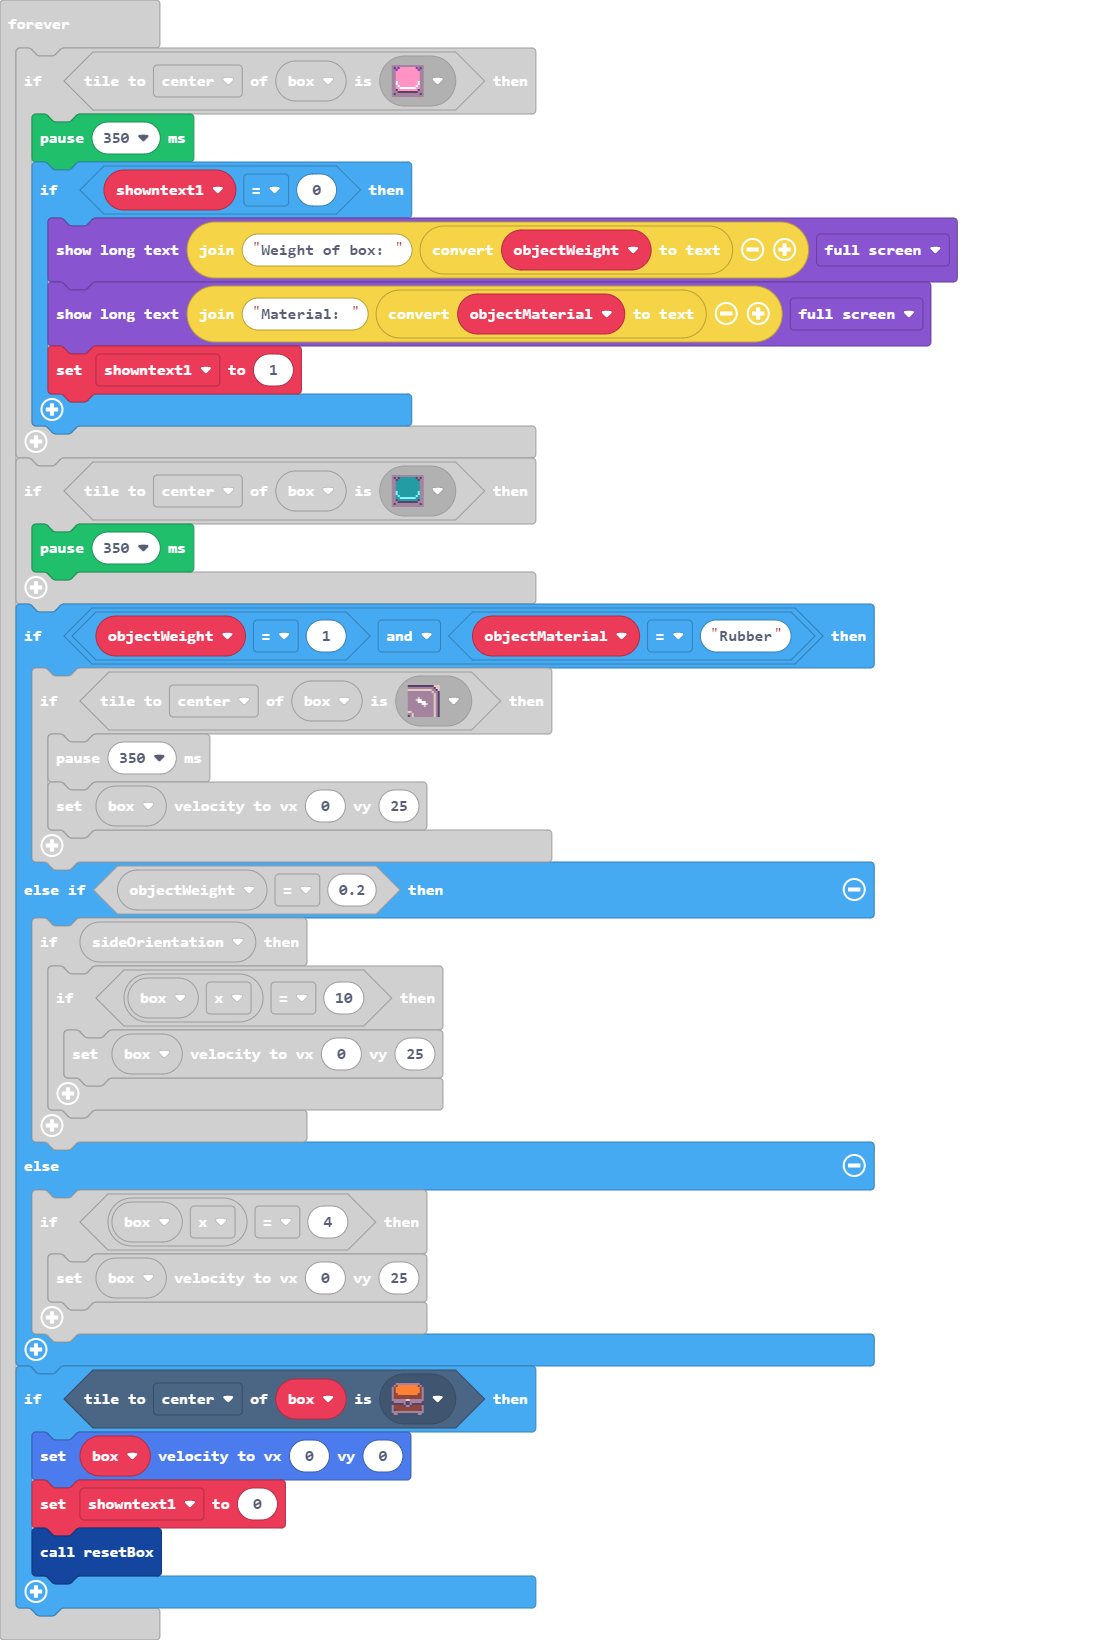 forever
if tile to center of box is then
pause 350 ms
if showntext1 = 0 then
show long text join "Weight of box: " convert objectWeight to text full screen
show long text join "Material: " convert objectMaterial to text full screen
set showntext1 to 1
if tile to center of box is then
pause 350 ms
if objectWeight = 1 and objectMaterial = "Rubber" then
if tile to center of box is then
pause 350 ms
set box velocity to vx 0 vy 25
else if objectWeight = 0.2 then
if sideOrientation then
if box x = 10 then
set box velocity to vx 0 vy 25
else
if box x = 4 then
set box velocity to vx 0 vy 25
if tile to center of box is then
set box velocity to vx 0 vy 0
set showntext1 to 0
call resetBox